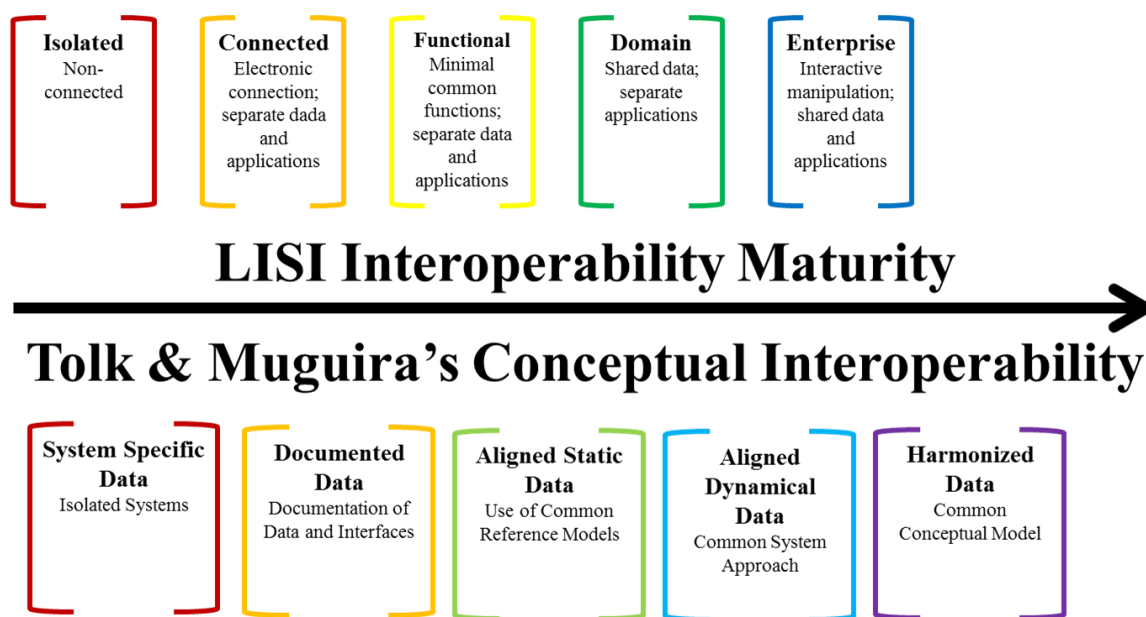 Isolated
Non-
connected
Connected
Electronic
connection;
separate dada
and
applications
Functional
Minimal
common
functions;
separate data
and
applications
Domain
Shared data;
separate
applications
Enterprise
Interactive
manipulation;
shared data
and
applications
LISI Interoperability Maturity
Tolk & Muguira’s Conceptual Interoperability
System Specific
Data
Isolated Systems
Documented
Data
Documentation of
Data and Interfaces
Aligned Static
Data
Use of Common
Reference Models
Aligned
Dynamical
Data
Common System
Approach
Harmonized
Data
Common
Conceptual Model